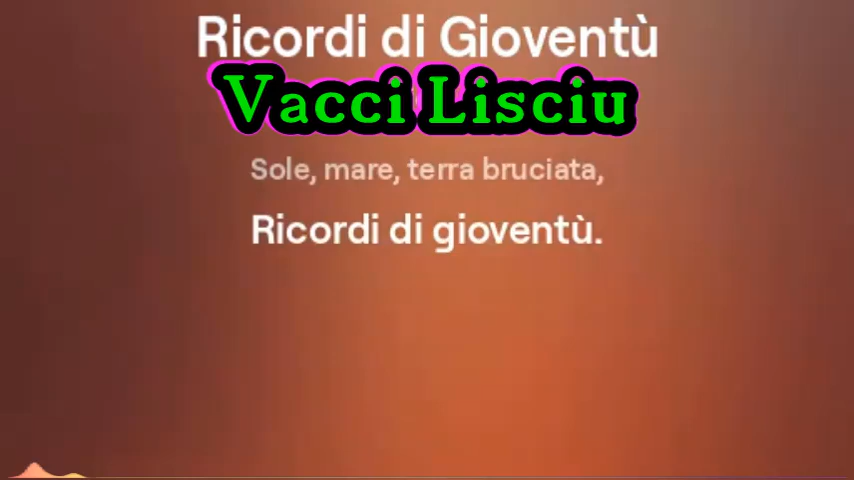 Ricordi di Gioventù
Vacci Lisciu
Sole, mare, terra bruciata,
Ricordi di gioventù.